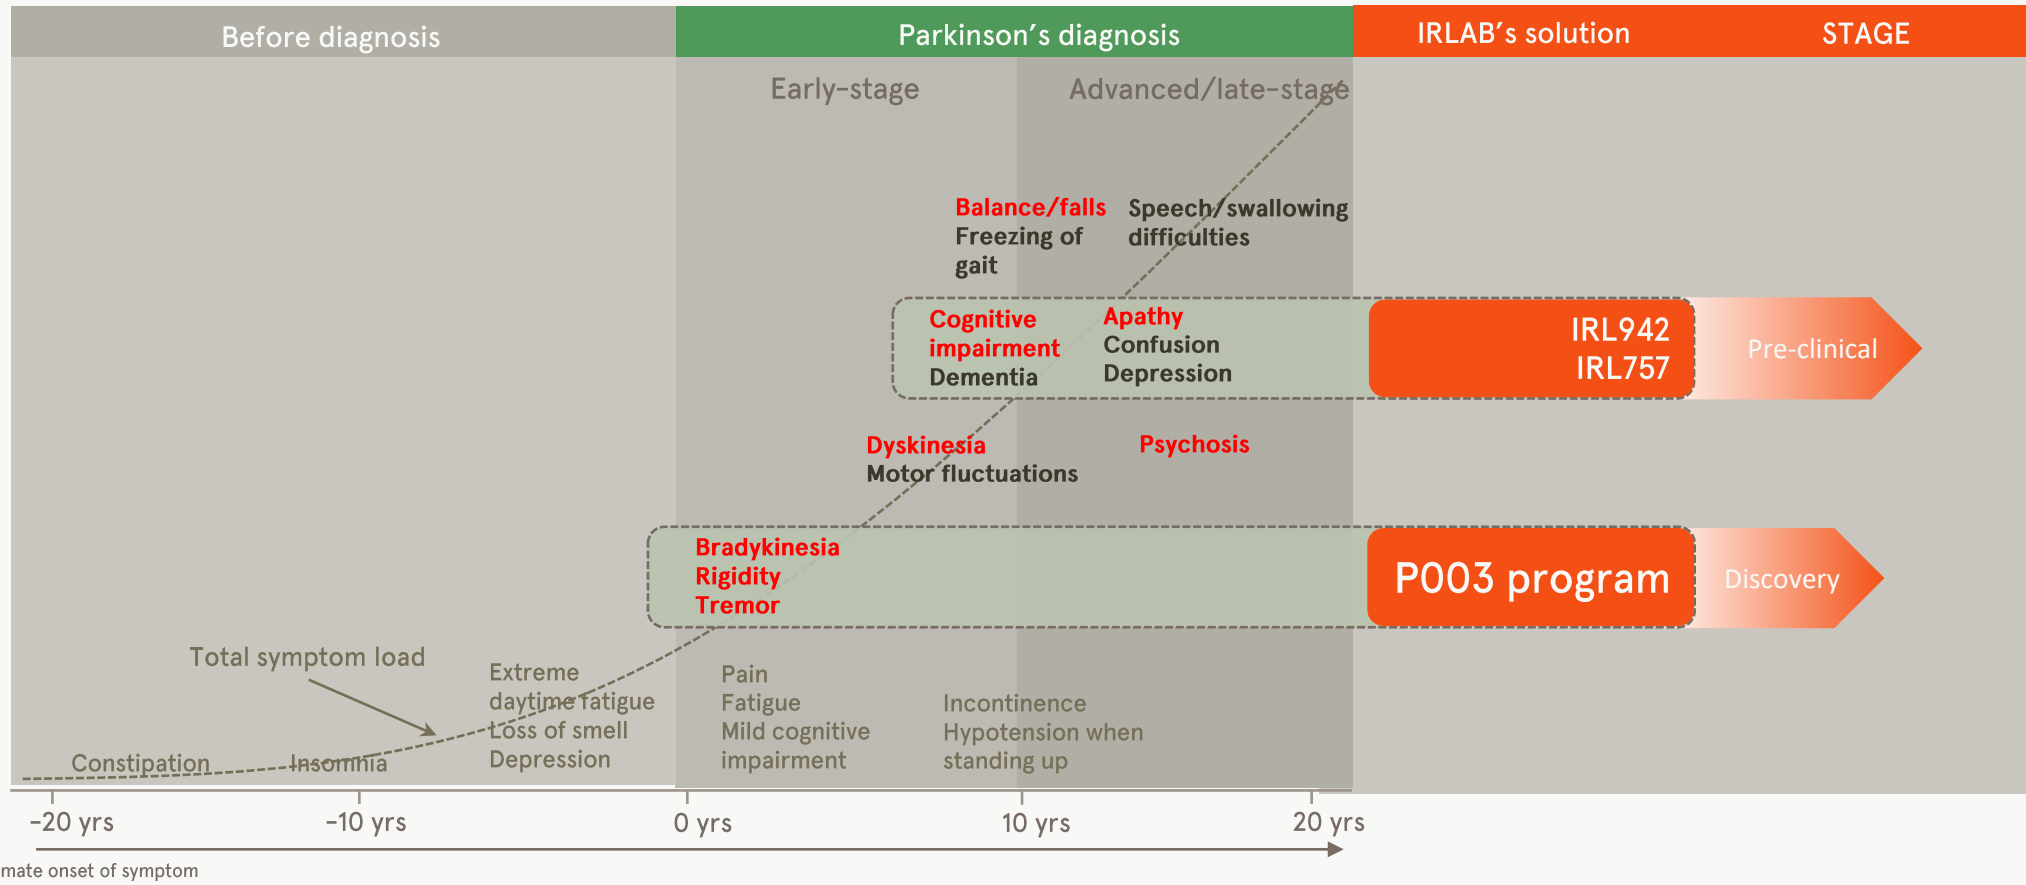 Before diagnosis
Parkinson's diagnosis
IRLAB's solution
STAGE
Early-stage
Advanced/late-stage
Balance/falls
Freezing of
gait
Speech/swallowing
difficulties
Cognitive
impairment
Dementia
Apathy
Confusion
Depression
IRL942
IRL757
Pre-clinical
Dyskinesia
Motor fluctuations
Psychosis
Bradykinesia
Rigidity
Tremor
P003 program
Discovery
Total symptom load
Constipation
Insomnia
Extreme
daytime fatigue
Loss of smell
Depression
Pain
Fatigue
Mild cognitive
impairment
Incontinence
Hypotension when
standing up
-20 yrs
-10 yrs
0 yrs
10 yrs
20 yrs
mate onset of symptom